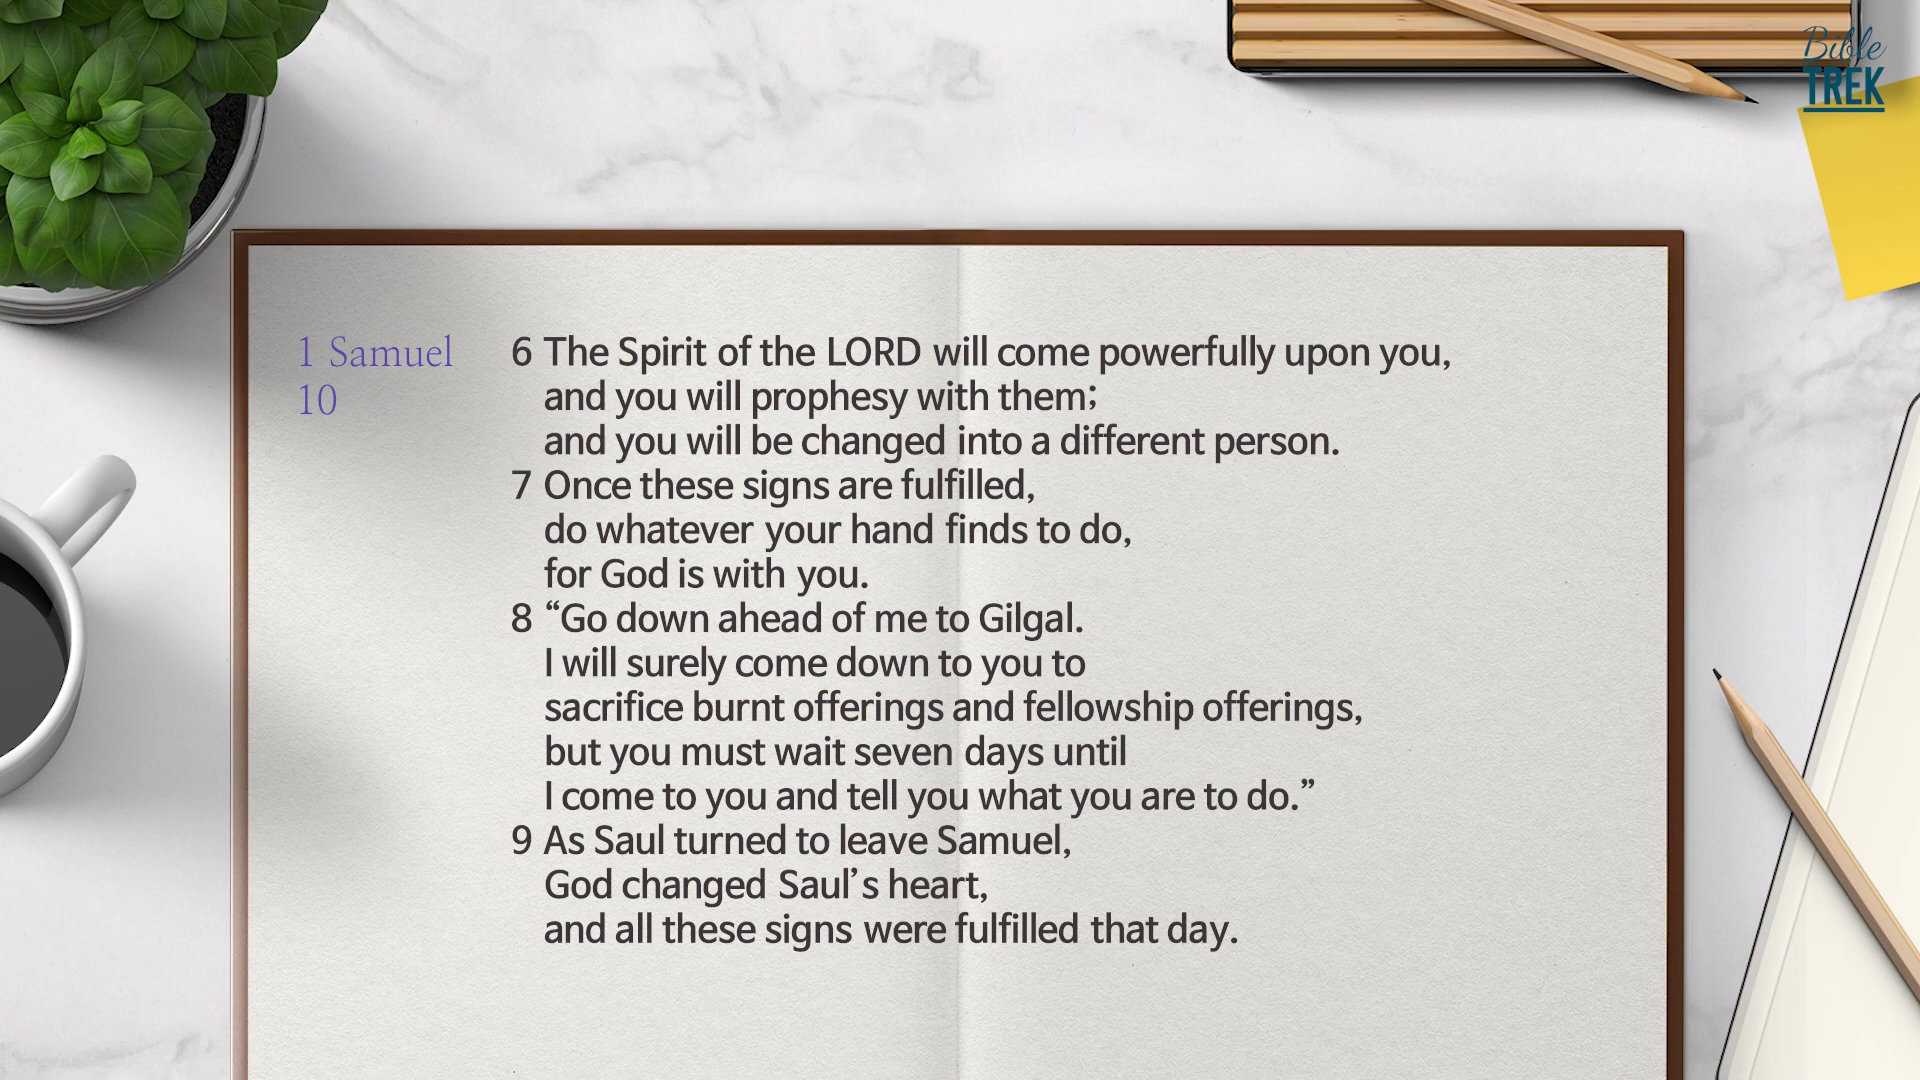 Bible
TREK
1 Samuel
10
6 The Spirit of the LORD will come powerfully upon you,
and you will prophesy with them;
and you will be changed into a different person.
7 Once these signs are fulfilled,
do whatever your hand finds to do,
for God is with you.
8 “Go down ahead of me to Gilgal.
I will surely come down to you to
sacrifice burnt offerings and fellowship offerings,
but you must wait seven days until
I come to you and tell you what you are to do.”
9 As Saul turned to leave Samuel,
God changed Saul’s heart,
and all these signs were fulfilled that day.